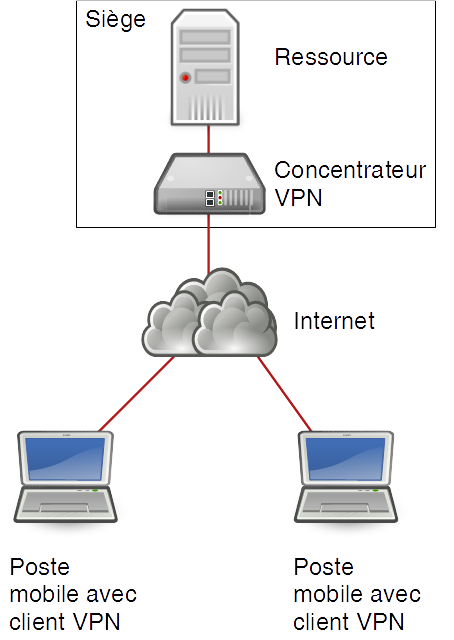 Siège
Ressource
Concentrateur
VPN
Internet
Poste
mobile avec
client VPN
Poste
mobile avec
client VPN